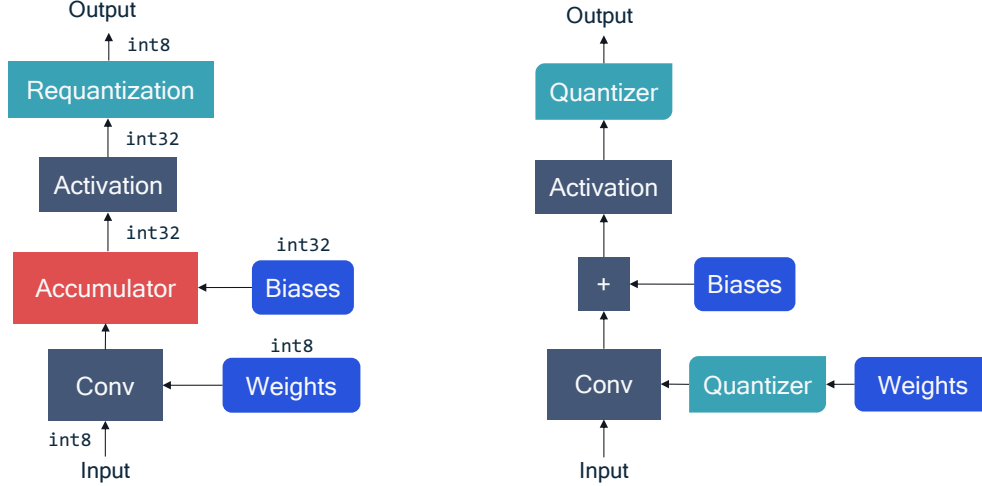 Output
int8
Requantization
int32
Activation
int32
int32
Accumulator
Biases
int8
Conv
Weights
int8
Input
Output
Quantizer
Activation
+
Biases
Conv
Quantizer
Weights
Input